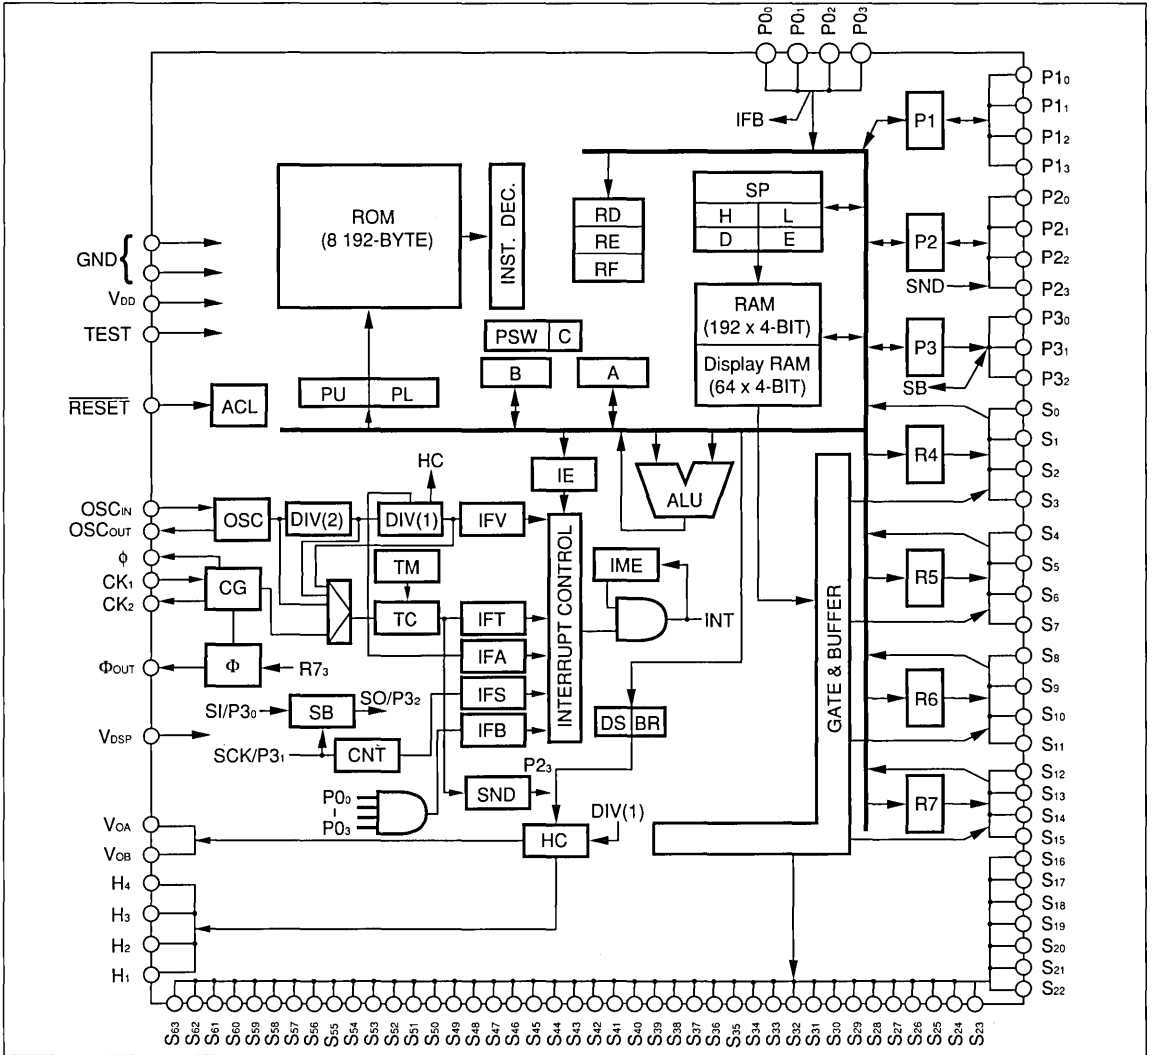 P0₀ P0₁ P0₂ P0₃
P1₀
P1₁
P1₂
P1₃
P2₀
P2₁
P2₂
P2₃
P3₀
P3₁
P3₂
S₀
S₁
S₂
S₃
S₄
S₅
S₆
S₇
S₈
S₉
S₁₀
S₁₁
S₁₂
S₁₃
S₁₄
S₁₅
S₁₆
S₁₇
S₁₈
S₁₉
S₂₀
S₂₁
S₂₂
IFB
P1
P2
SND
P3
SB
R4
R5
R6
R7
GND {
VDD
TEST
RESET
ACL
ROM
(8 192-BYTE)
INST. DEC.
RD
RE
RF
SP
H L
D E
RAM
(192 x 4-BIT)
Display RAM
(64 x 4-BIT)
PSW C
B A
PU PL
HC
IE
ALU
OSCIN
OSCOUT
OSC
DIV(2)
DIV(1)
IFV
ϕ
CK₁
CK₂
CG
TM
TC
IFT
IFA
IFS
IFB
INTERRUPT CONTROL
IME
INT
GATE & BUFFER
ΦOUT
Φ
R7₃
SI/P3₀
SB
SO/P3₂
VDSP
SCK/P3₁
CNT
DS BR
P2₃
SND
P0₀
P0₃
DIV(1)
HC
VOA
VOB
H₄
H₃
H₂
H₁
S₆₃ S₆₂ S₆₁ S₆₀ S₅₉ S₅₈ S₅₇ S₅₆ S₅₅ S₅₄ S₅₃ S₅₂ S₅₁ S₅₀ S₄₉ S₄₈ S₄₇ S₄₆ S₄₅ S₄₄ S₄₃ S₄₂ S₄₁ S₄₀ S₃₉ S₃₈ S₃₇ S₃₆ S₃₅ S₃₄ S₃₃ S₃₂ S₃₁ S₃₀ S₂₉ S₂₈ S₂₇ S₂₆ S₂₅ S₂₄ S₂₃